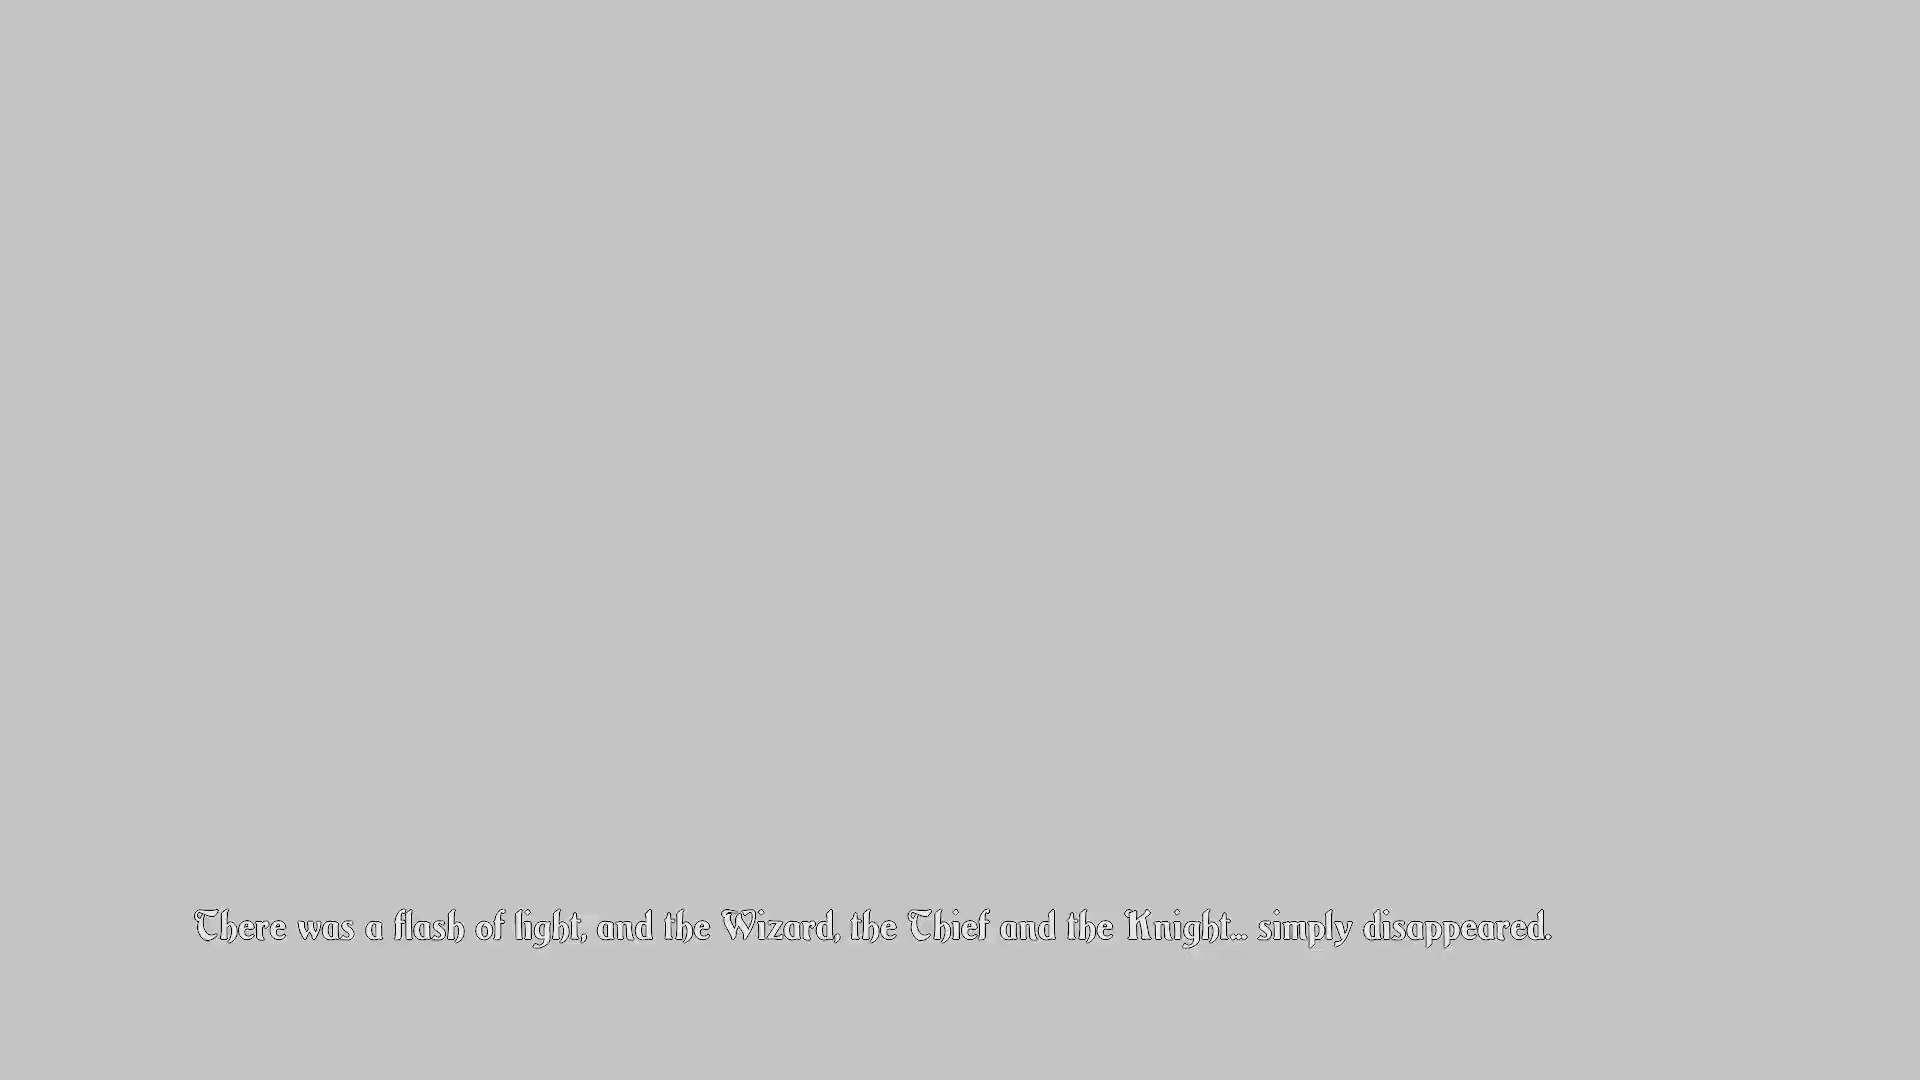 There was a flash of light, and the Wizard, the Thief and the Knight... simply disappeared.